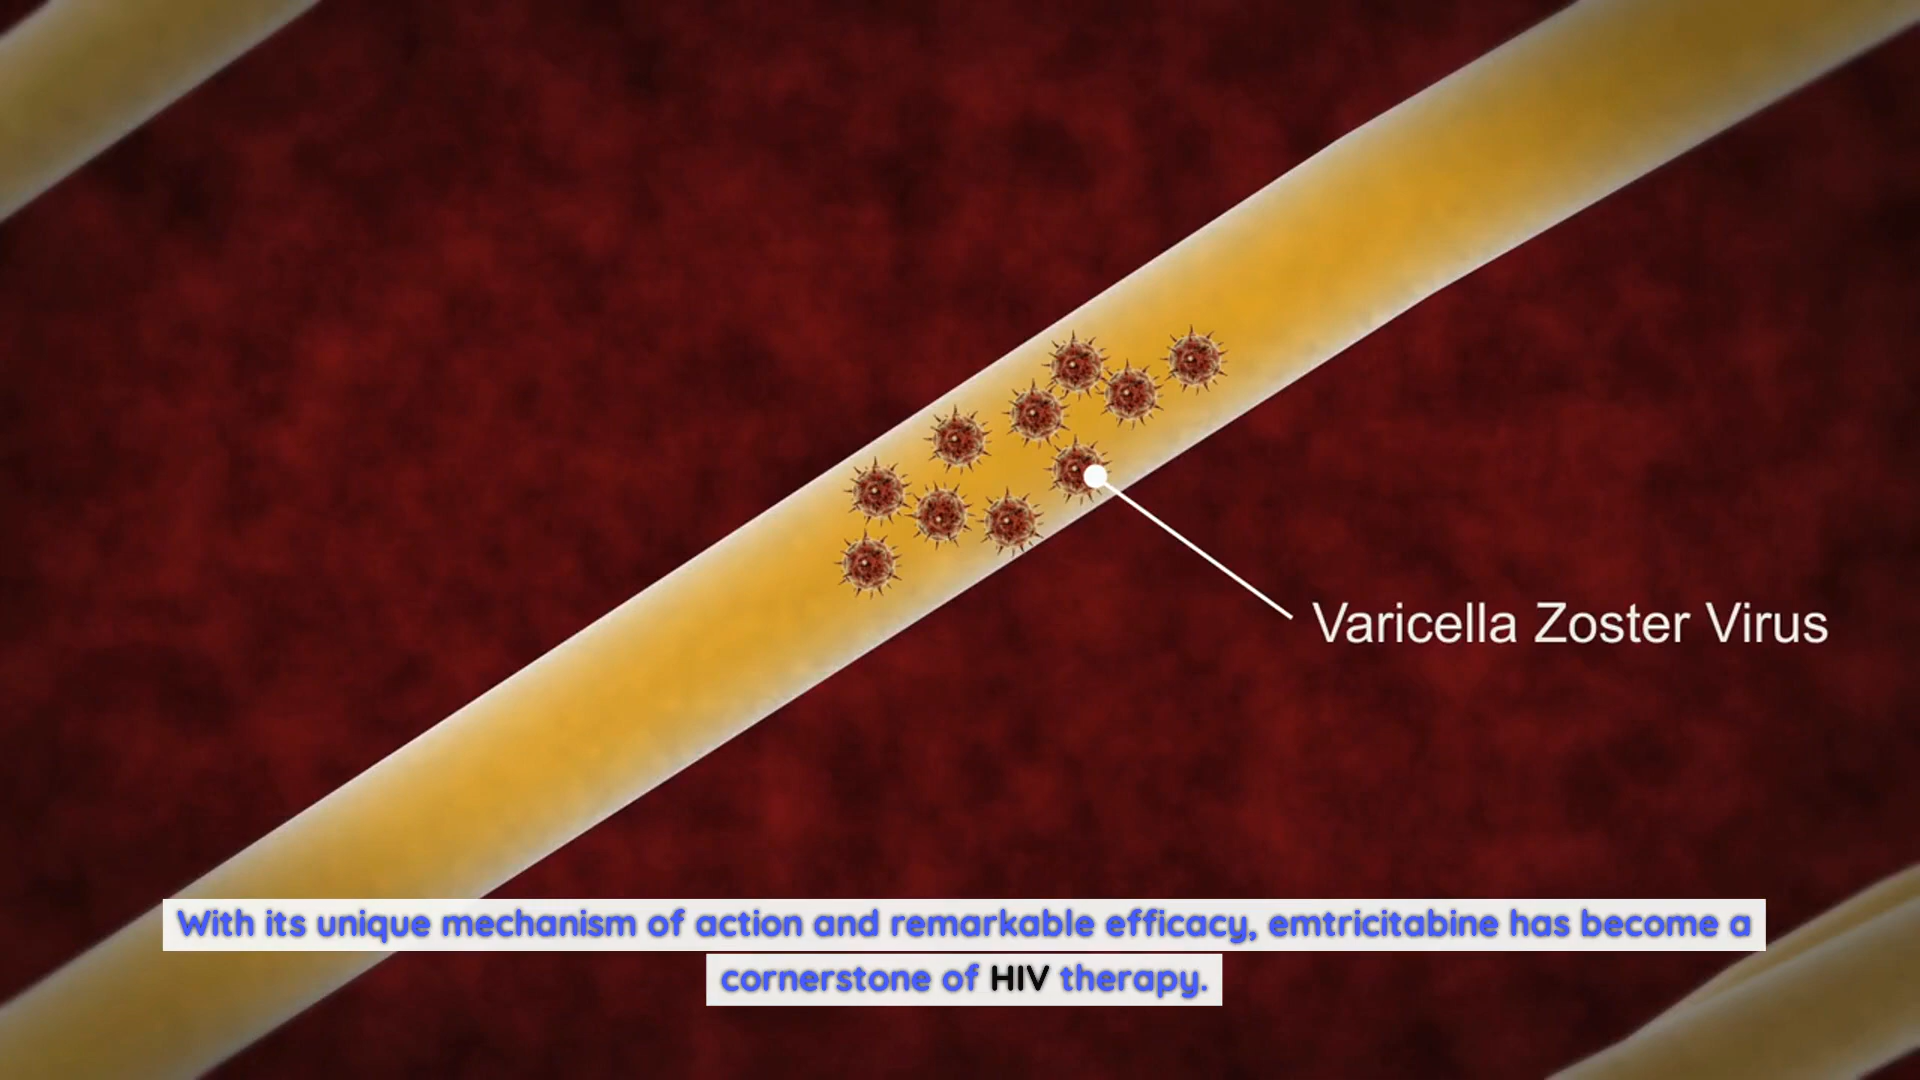 Varicella Zoster Virus
With its unique mechanism of action and remarkable efficacy, emtricitabine has become a
cornerstone of HIV therapy.